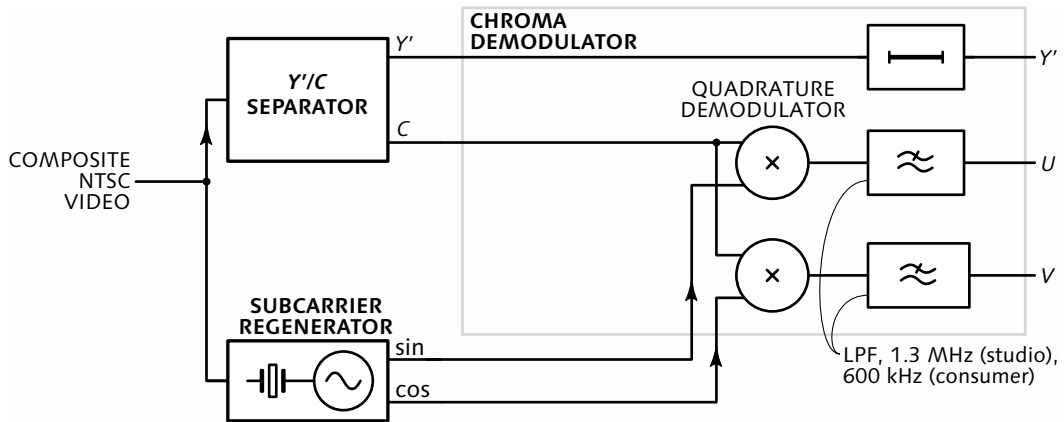 CHROMA
DEMODULATOR
Y'
Y'/C
SEPARATOR
Y'
QUADRATURE
DEMODULATOR
C
COMPOSITE
NTSC
VIDEO
×
U
×
V
SUBCARRIER
REGENERATOR
sin
cos
LPF, 1.3 MHz (studio),
600 kHz (consumer)